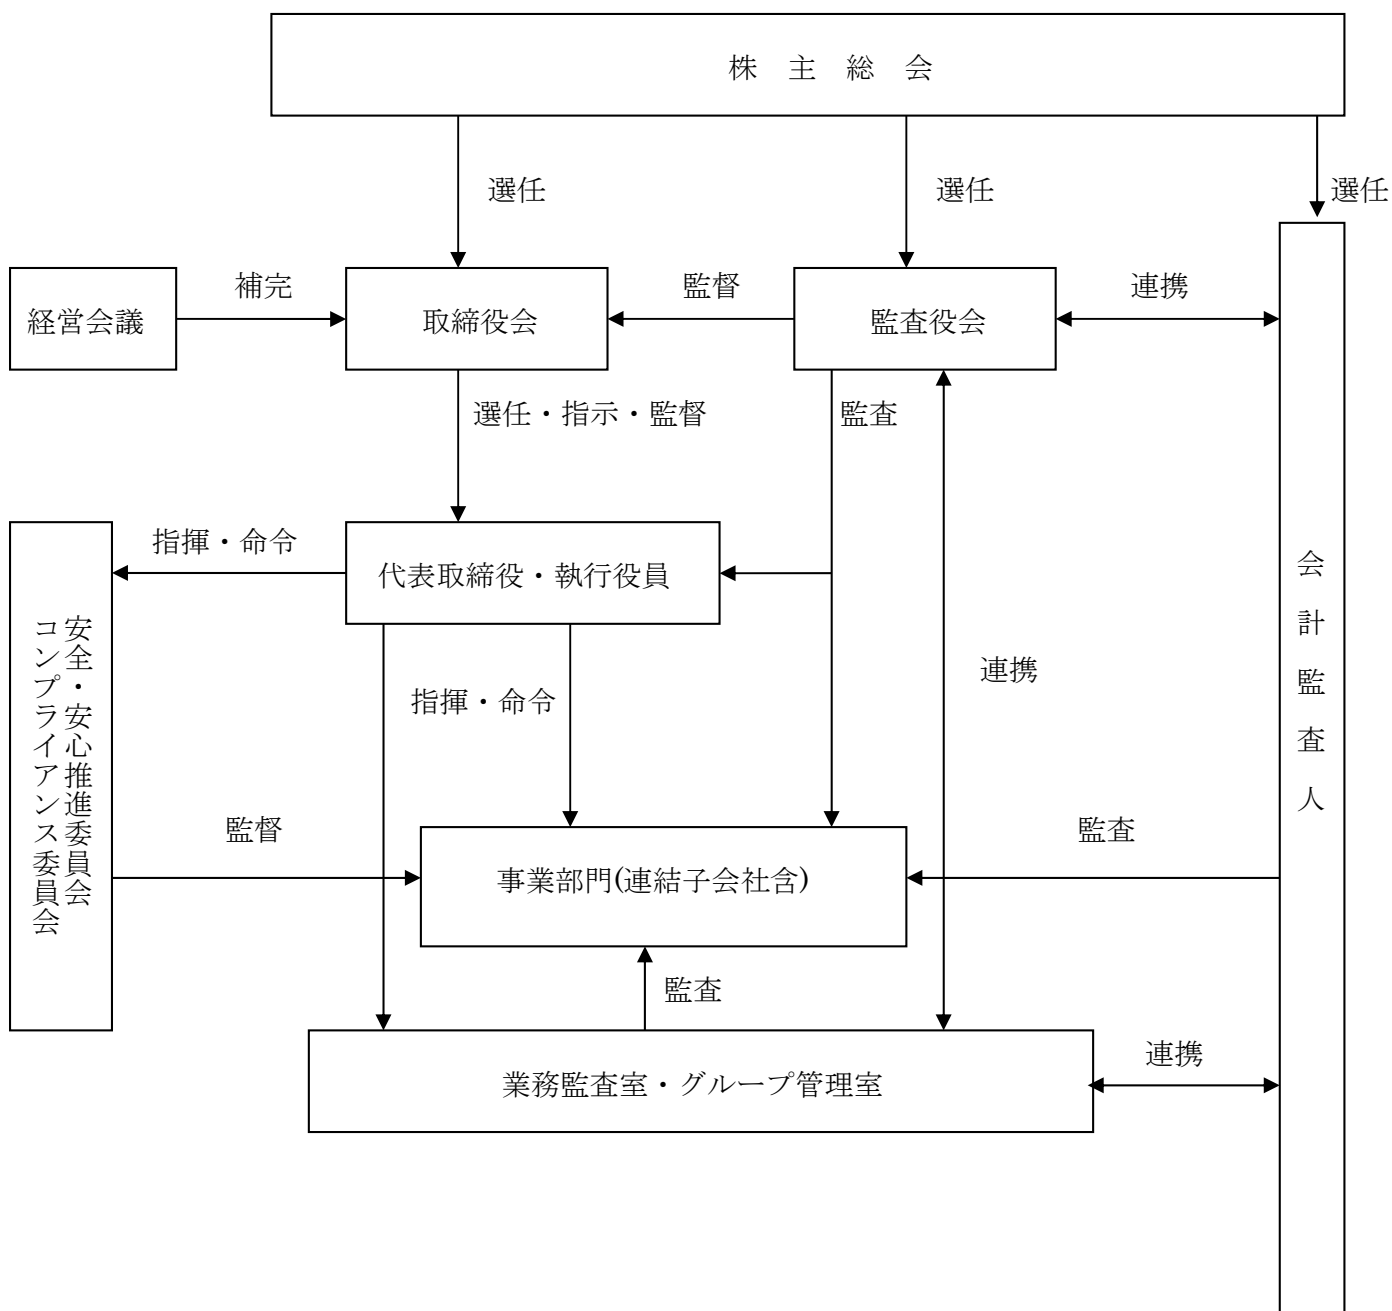 株　主　総　会
選任
選任
選任
補完
監督
連携
経営会議
取締役会
監査役会
選任・指示・監督
監査
指揮・命令
代表取締役・執行役員
会計監査人
安全・安心推進委員会
コンプライアンス委員会
連携
指揮・命令
監督
監査
事業部門(連結子会社含)
監査
連携
業務監査室・グループ管理室